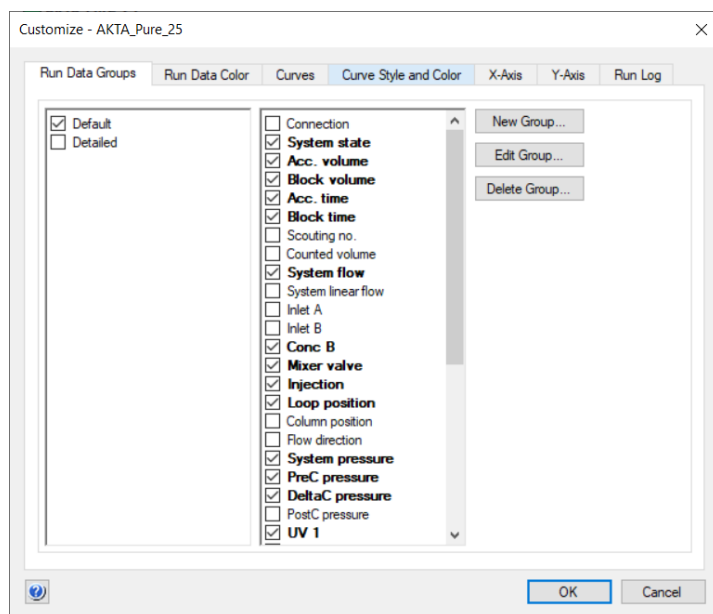 Customize - AKTA_Pure_25
Run Data Groups Run Data Color Curves Curve Style and Color X-Axis Y-Axis Run Log
Default
Detailed
Connection
System state
Acc. volume
Block volume
Acc. time
Block time
Scouting no.
Counted volume
System flow
System linear flow
Inlet A
Inlet B
Conc B
Mixer valve
Injection
Loop position
Column position
Flow direction
System pressure
PreC pressure
DeltaC pressure
PostC pressure
UV 1
New Group...
Edit Group...
Delete Group...
OK Cancel